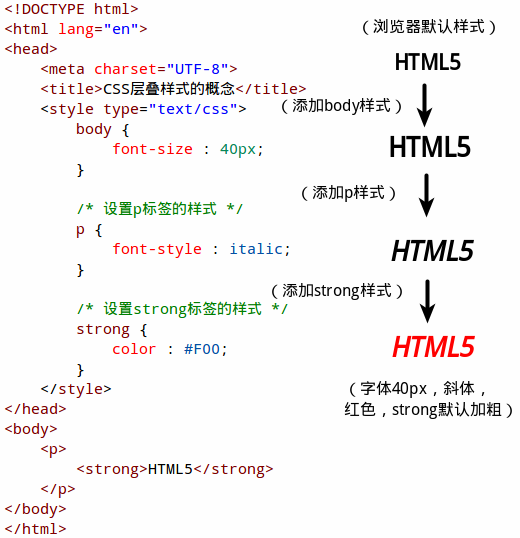 <!DOCTYPE html>
<html lang="en">
<head>
<meta charset="UTF-8">
<title>CSS层叠样式的概念</title>
<style type="text/css">
body {
font-size : 40px;
}
/* 设置p标签的样式 */
p {
font-style : italic;
}
/* 设置strong标签的样式 */
strong {
color : #F00;
}
</style>
</head>
<body>
<p>
<strong>HTML5</strong>
</p>
</body>
</html>
（浏览器默认样式）
HTML5
（添加body样式）
HTML5
（添加p样式）
HTML5
（添加strong样式）
HTML5
（字体40px，斜体，
红色，strong默认加粗）